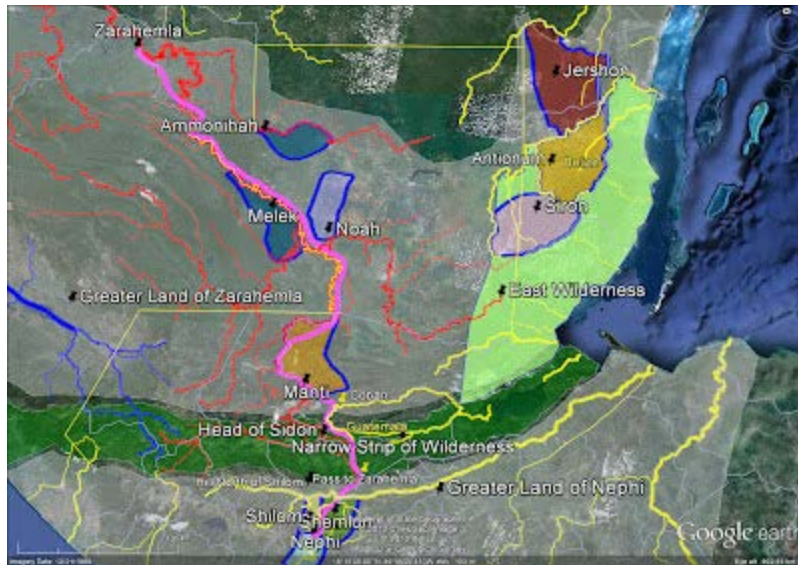 Zarahemla
Jershon
Ammonihah
Antionum
Siron
Melek
Noah
Greater Land of Zarahemla
East Wilderness
Manti
Head of Sidon
Guatemala
Narrow Strip of Wilderness
Pass to Zarahemla
Greater Land of Nephi
Shilom
Shemlon
Nephi
Google earth